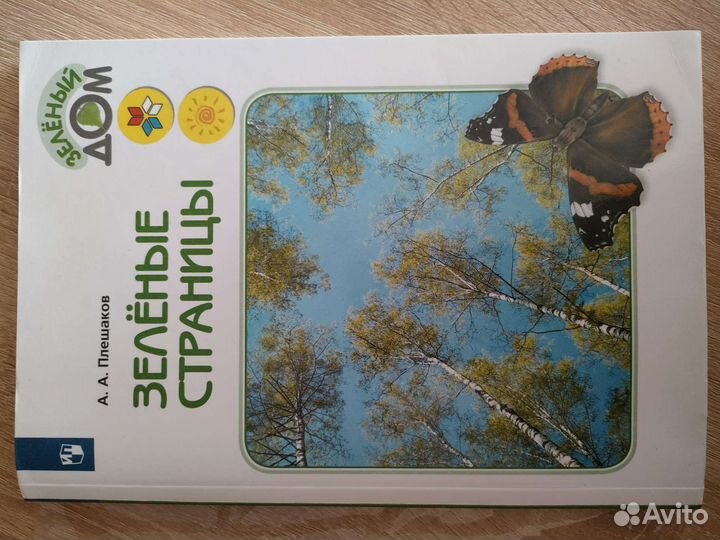 ЗЕЛЁНЫЙ
ДОМ
А. А. Плешаков
ЗЕЛЁНЫЕ
СТРАНИЦЫ
Avito